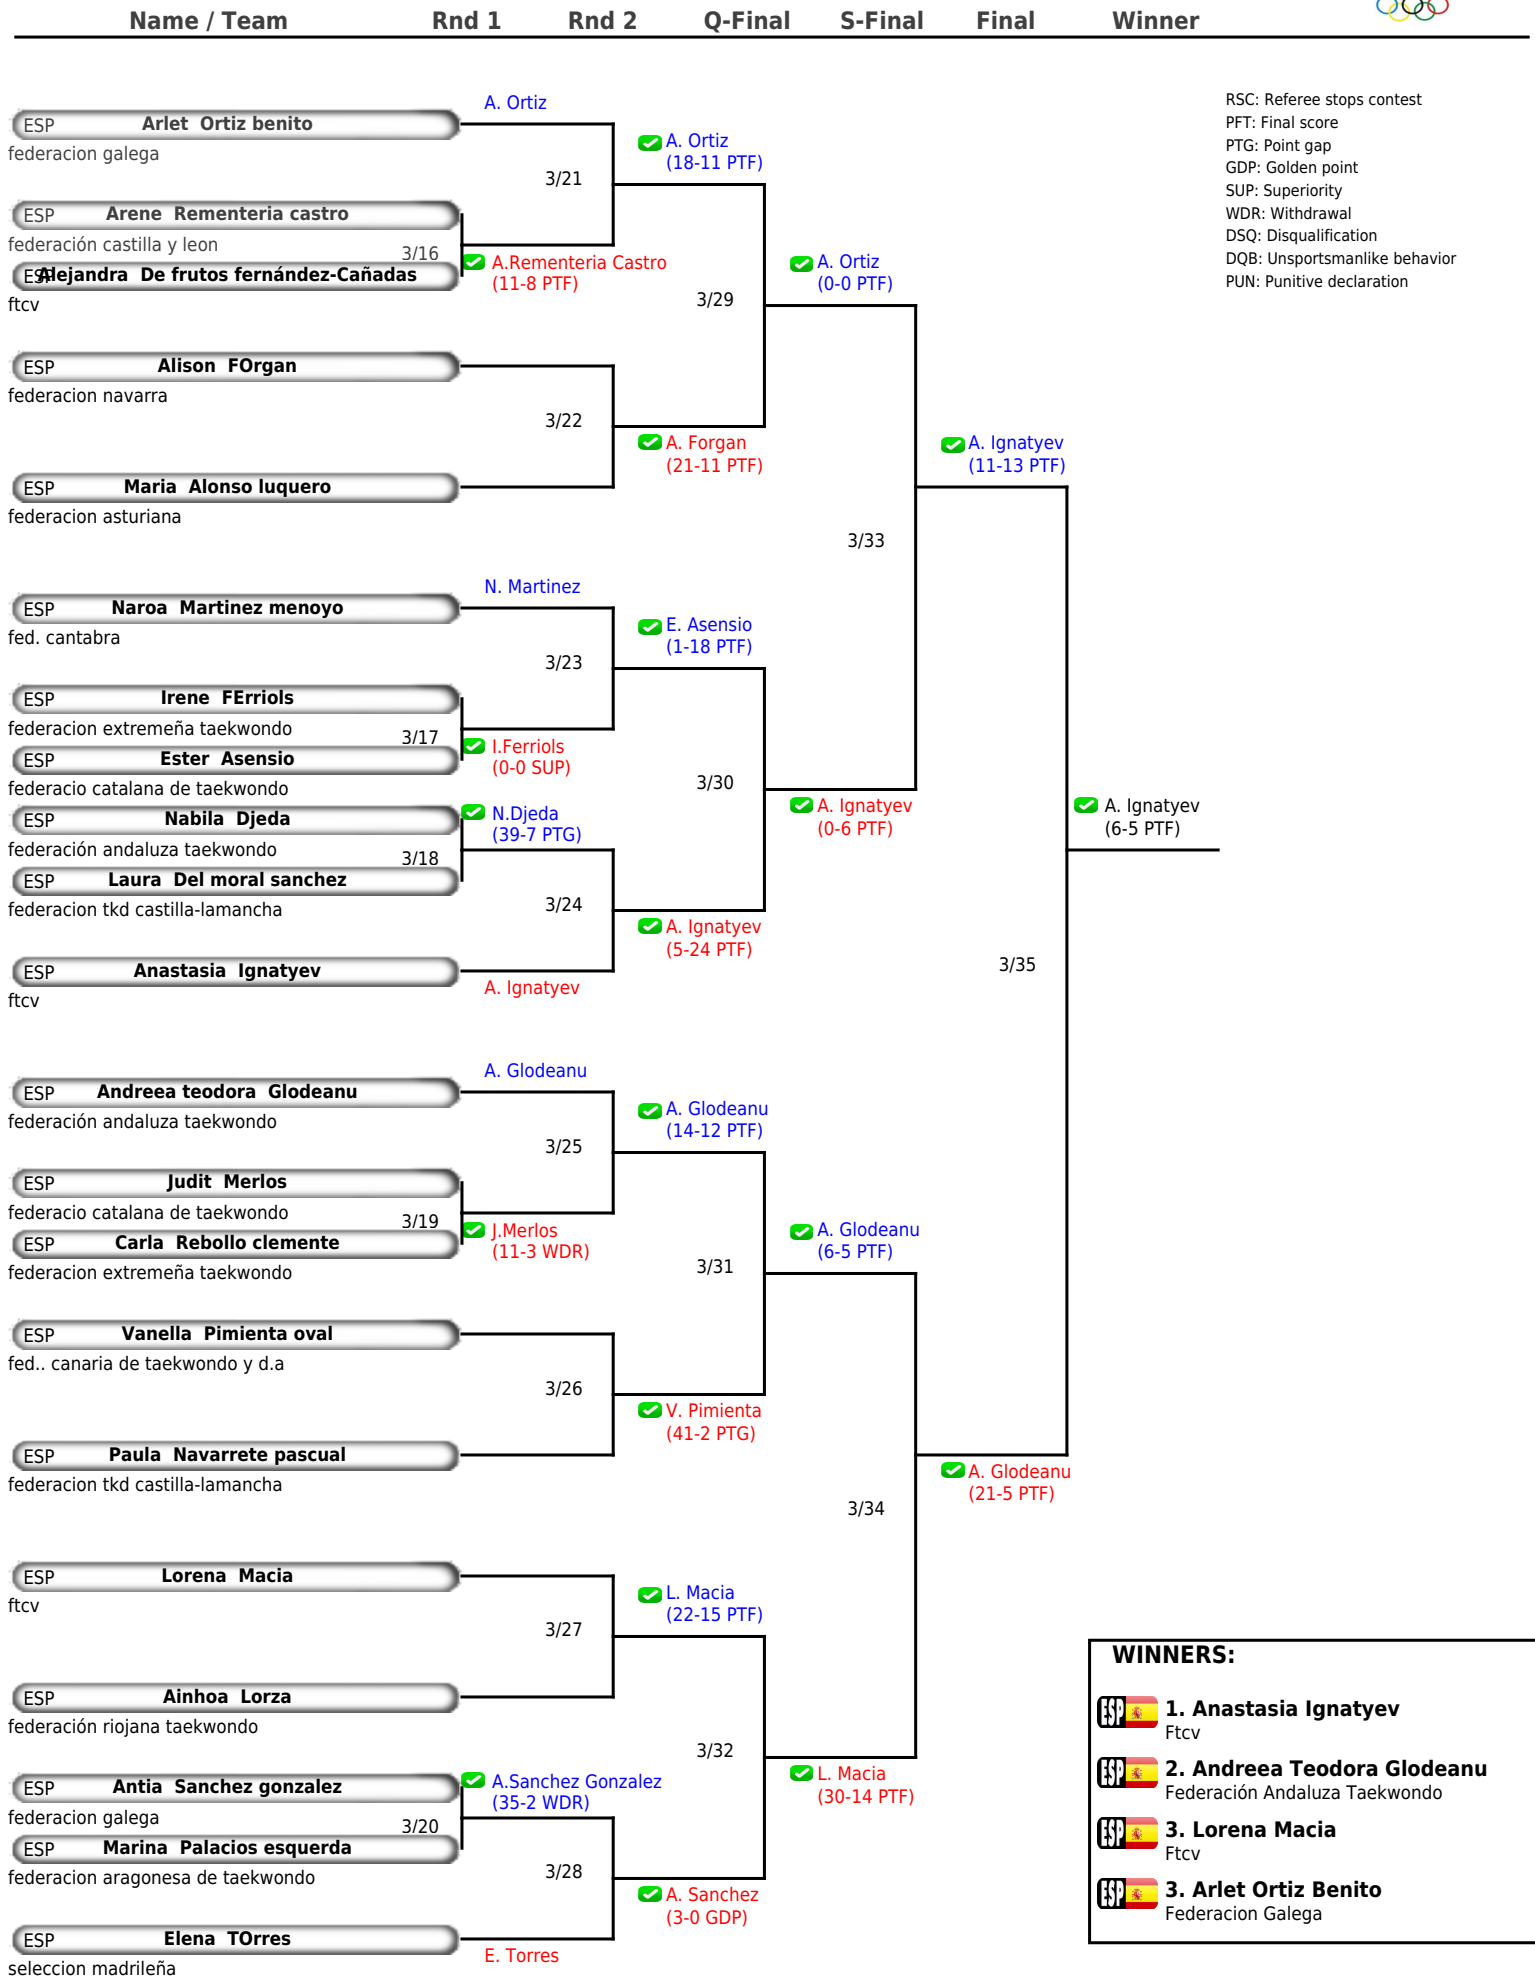 Name / Team Rnd 1 Rnd 2 Q-Final S-Final Final Winner
RSC: Referee stops contest
PFT: Final score
PTG: Point gap
GDP: Golden point
SUP: Superiority
WDR: Withdrawal
DSQ: Disqualification
DQB: Unsportsmanlike behavior
PUN: Punitive declaration
A. Ortiz
ESP Arlet Ortiz benito
federacion galega
A. Ortiz
(18-11 PTF)
3/21
ESP Arene Rementeria castro
federación castilla y leon
3/16
A.Rementeria Castro
(11-8 PTF)
ESP Alejandra De frutos fernández-Cañadas
ftcv
A. Ortiz
(0-0 PTF)
3/29
ESP Alison FOrgan
federacion navarra
3/22
A. Forgan
(21-11 PTF)
A. Ignatyev
(11-13 PTF)
ESP Maria Alonso luquero
federacion asturiana
3/33
N. Martinez
ESP Naroa Martinez menoyo
fed. cantabra
E. Asensio
(1-18 PTF)
3/23
ESP Irene FErriols
federacion extremeña taekwondo
3/17
I.Ferriols
(0-0 SUP)
ESP Ester Asensio
federacio catalana de taekwondo
3/30
ESP Nabila Djeda
federación andaluza taekwondo
N.Djeda
(39-7 PTG)
3/18
A. Ignatyev
(0-6 PTF)
A. Ignatyev
(6-5 PTF)
ESP Laura Del moral sanchez
federacion tkd castilla-lamancha
3/24
A. Ignatyev
(5-24 PTF)
ESP Anastasia Ignatyev
ftcv
A. Ignatyev
3/35
A. Glodeanu
ESP Andreea teodora Glodeanu
federación andaluza taekwondo
A. Glodeanu
(14-12 PTF)
3/25
ESP Judit Merlos
federacio catalana de taekwondo
3/19
J.Merlos
(11-3 WDR)
ESP Carla Rebollo clemente
federacion extremeña taekwondo
A. Glodeanu
(6-5 PTF)
3/31
ESP Vanella Pimienta oval
fed.. canaria de taekwondo y d.a
3/26
V. Pimienta
(41-2 PTG)
ESP Paula Navarrete pascual
federacion tkd castilla-lamancha
A. Glodeanu
(21-5 PTF)
3/34
ESP Lorena Macia
ftcv
L. Macia
(22-15 PTF)
3/27
ESP Ainhoa Lorza
federación riojana taekwondo
3/32
ESP Antia Sanchez gonzalez
federacion galega
A.Sanchez Gonzalez
(35-2 WDR)
3/20
L. Macia
(30-14 PTF)
ESP Marina Palacios esquerda
federacion aragonesa de taekwondo
3/28
A. Sanchez
(3-0 GDP)
ESP Elena TOrres
seleccion madrileña
E. Torres
WINNERS:
ESP 1. Anastasia Ignatyev
Ftcv
ESP 2. Andreea Teodora Glodeanu
Federación Andaluza Taekwondo
ESP 3. Lorena Macia
Ftcv
ESP 3. Arlet Ortiz Benito
Federacion Galega